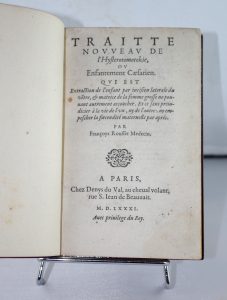 TRAITTE
NOVVEAV DE
l'Hysterotomotokie,
OV
Enfantement Cæsarien.
QVI EST
Extraction de l'enfant par incision laterale du
ventre, & matrice de la femme grosse ne pou-
uant autrement accoucher. Et ce sans preiu-
dicier à la vie de l'vn, ny de l'autre: ny em-
pescher la fœcondité maternelle par apres.
PAR
François Rousset Medecin.
A PARIS,
Chez Denys du Val, au cheual volant,
rue S. Iean de Beauuais.
M. D. LXXXI.
Auec priuilege du Roy.